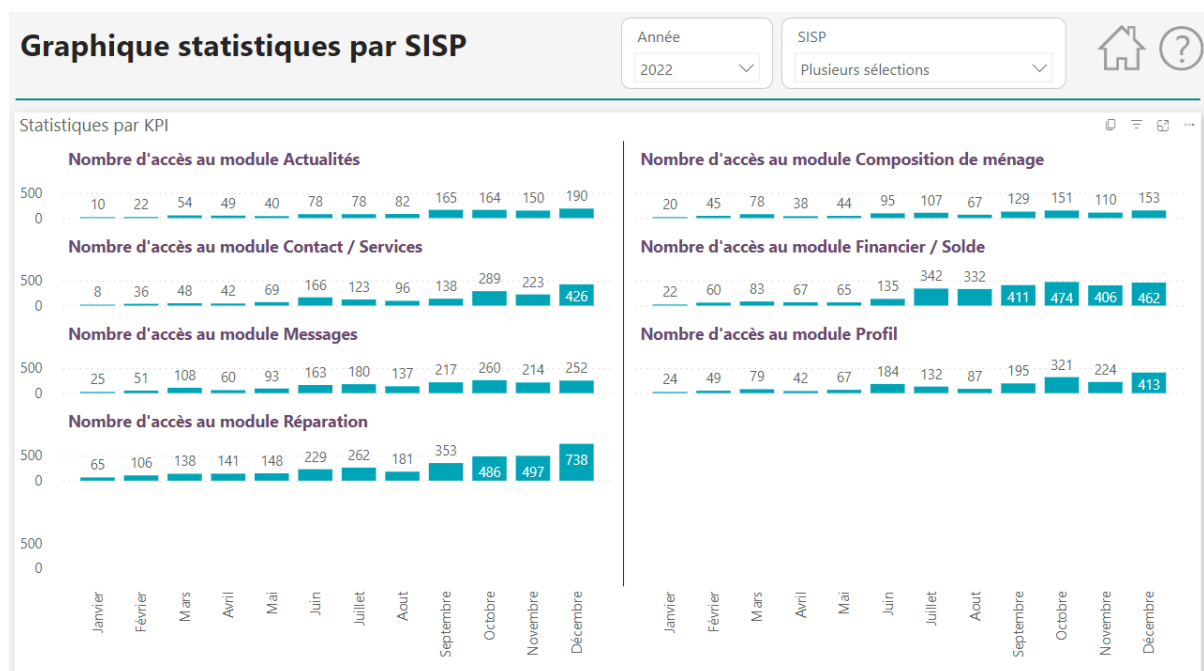 Graphique statistiques par SISP
Année
2022
SISP
Plusieurs sélections
?
Statistiques par KPI
Nombre d'accès au module Actualités
500
0
10 22 54 49 40 78 78 82 165 164 150 190
Nombre d'accès au module Composition de ménage
20 45 78 38 44 95 107 67 129 151 110 153
Nombre d'accès au module Contact / Services
500
0
8 36 48 42 69 166 123 96 138 289 223 426
Nombre d'accès au module Financier / Solde
22 60 83 67 65 135 342 332 411 474 406 462
Nombre d'accès au module Messages
500
0
25 51 108 60 93 163 180 137 217 260 214 252
Nombre d'accès au module Profil
24 49 79 42 67 184 132 87 195 321 224 413
Nombre d'accès au module Réparation
500
0
65 106 138 141 148 229 262 181 353 486 497 738
500
0
Janvier Février Mars Avril Mai Juin Juillet Aout Septembre Octobre Novembre Décembre
Janvier Février Mars Avril Mai Juin Juillet Aout Septembre Octobre Novembre Décembre